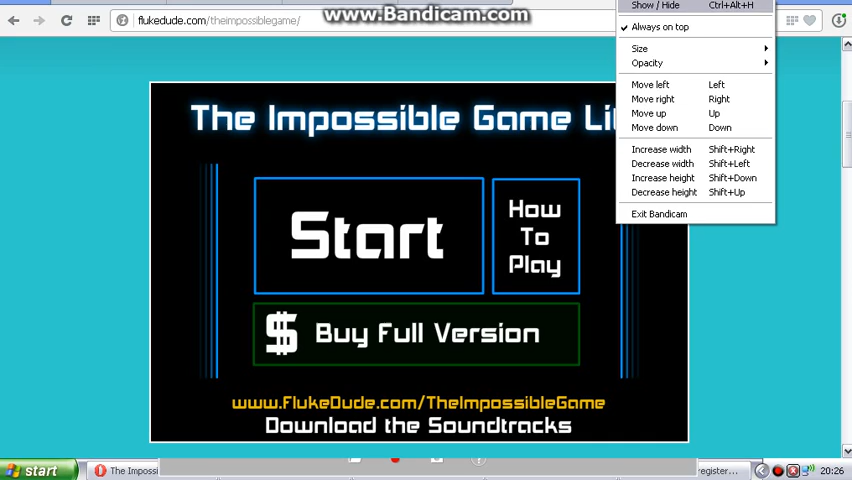 www.Bandicam.com
flukedude.com/theimpossiblegame/
Show / Hide Ctrl+Alt+H
Always on top
Size
Opacity
Move left Left
Move right Right
Move up Up
Move down Down
Increase width Shift+Right
Decrease width Shift+Left
Increase height Shift+Down
Decrease height Shift+Up
Exit Bandicam
The Impossible Game
Start
How
To
Play
$ Buy Full Version
www.FlukeDude.com/TheImpossibleGame
Download the Soundtracks
start
The Impossi
register...
20:26